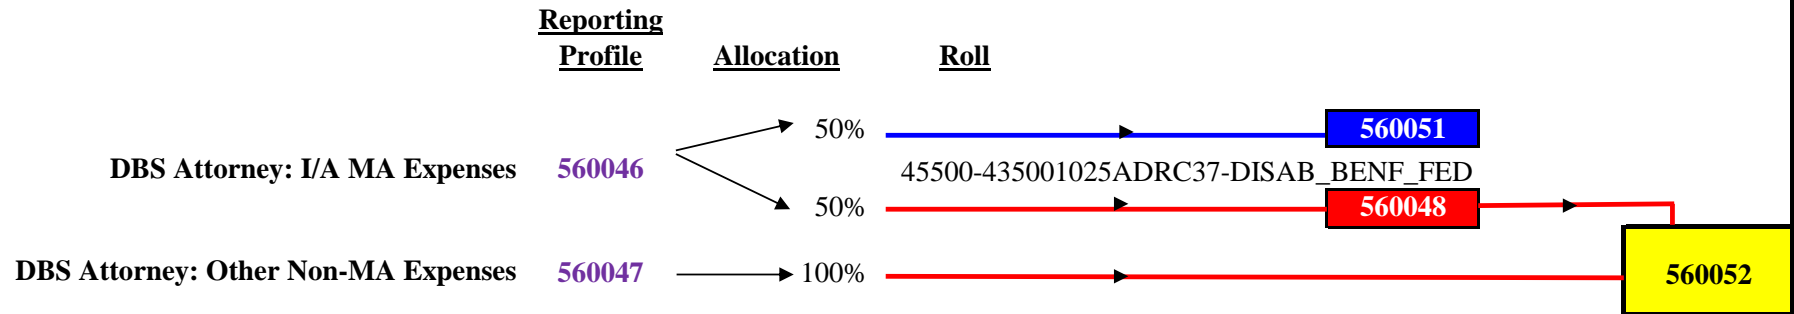 Reporting
Profile Allocation Roll
50% 560051
DBS Attorney: I/A MA Expenses 560046 45500-435001025ADRC37-DISAB_BENF_FED
50% 560048
DBS Attorney: Other Non-MA Expenses 560047 100% 560052